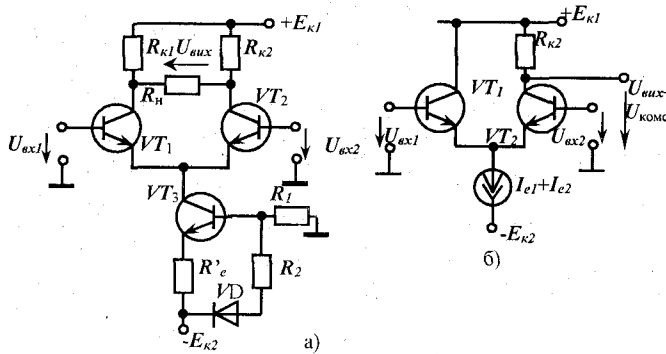 +Eк1
Rк1
Uвих
Rк2
Rн
VT2
VT1
Uвх1
Uвх2
VT3
R1
R'e
R2
VD
-Eк2
а)
+Eк1
Rк2
VT1
VT2
Uвх1
Uвх2
Uвих-
Uкомс
Ie1+Ie2
-Eк2
б)